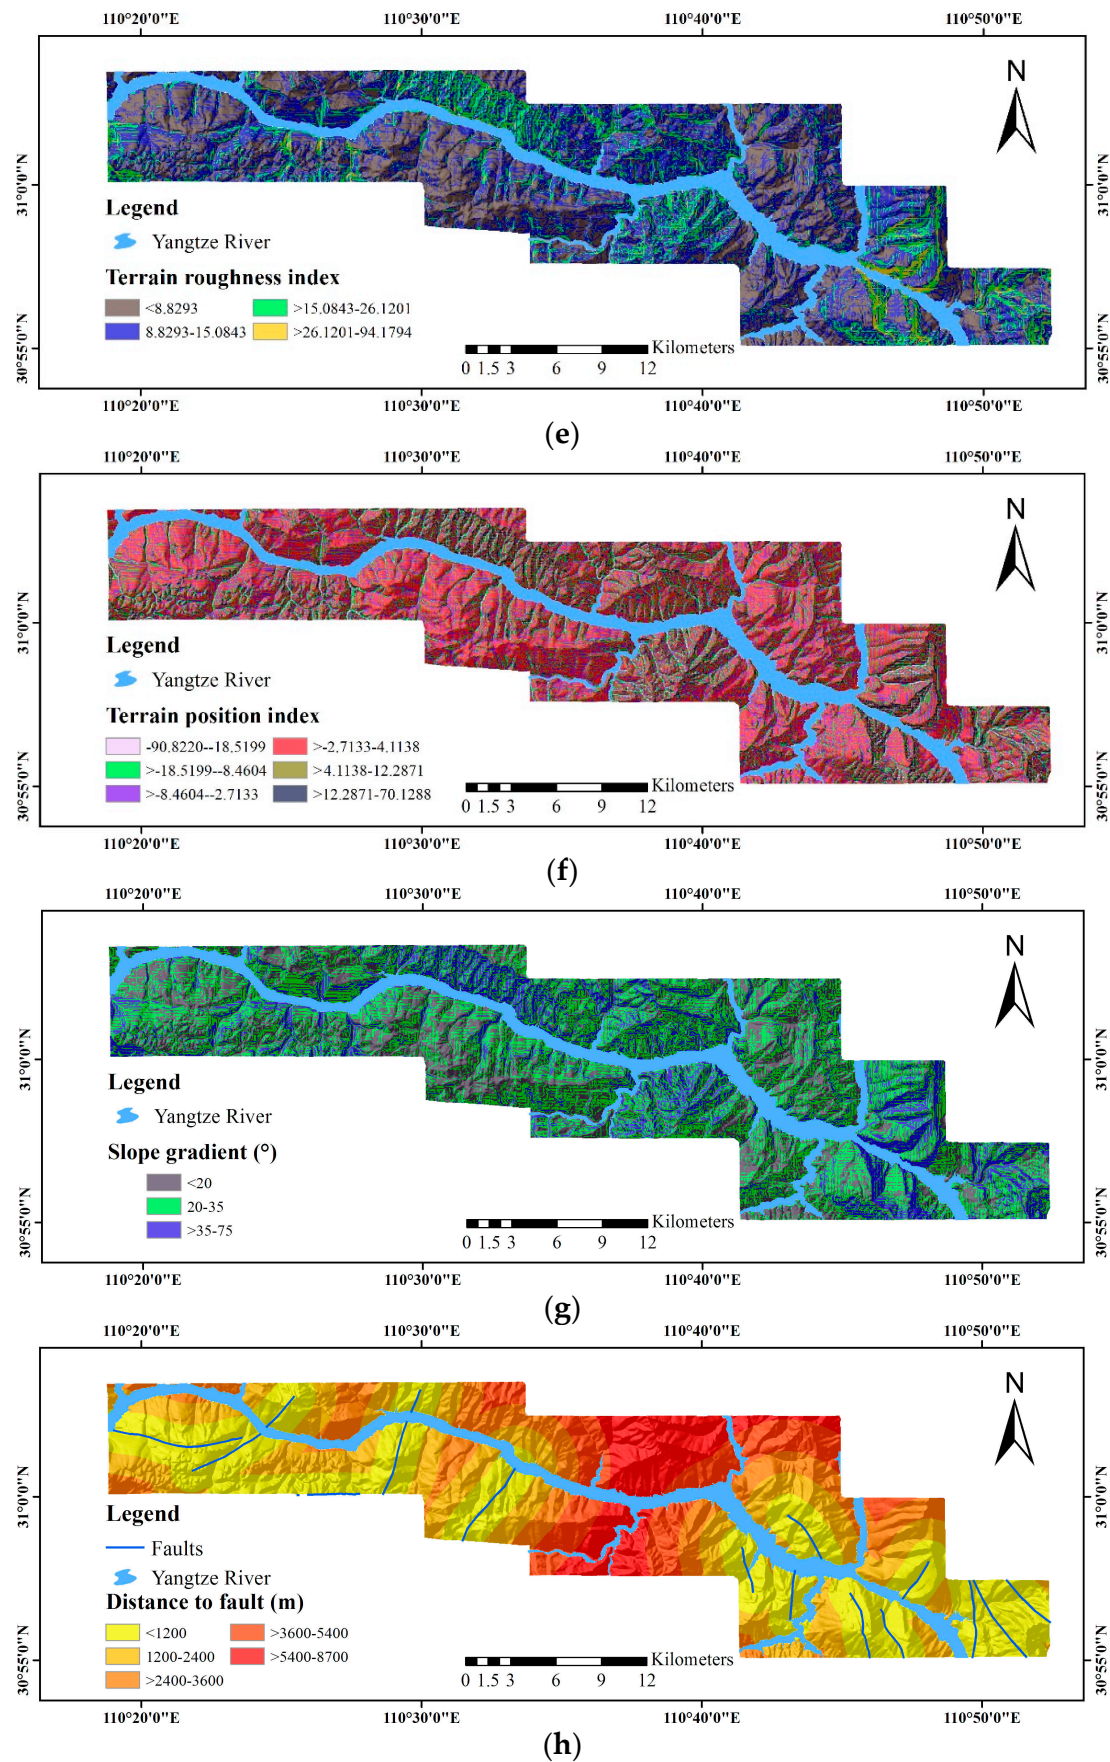 110°20'0"E 110°30'0"E 110°40'0"E 110°50'0"E
N
31°0'0"N 31°0'0"N
Legend
Yangtze River
Terrain roughness index
<8.8293 >15.0843-26.1201
8.8293-15.0843 >26.1201-94.1794
Kilometers
0 1.5 3 6 9 12
30°55'0"N 30°55'0"N
110°20'0"E 110°30'0"E 110°40'0"E 110°50'0"E
(e)
110°20'0"E 110°30'0"E 110°40'0"E 110°50'0"E
N
31°0'0"N 31°0'0"N
Legend
Yangtze River
Terrain position index
-90.8220--18.5199 >-2.7133-4.1138
>-18.5199--8.4604 >4.1138-12.2871
>-8.4604--2.7133 >12.2871-70.1288
Kilometers
0 1.5 3 6 9 12
30°55'0"N 30°55'0"N
110°20'0"E 110°30'0"E 110°40'0"E 110°50'0"E
(f)
110°20'0"E 110°30'0"E 110°40'0"E 110°50'0"E
N
31°0'0"N 31°0'0"N
Legend
Yangtze River
Slope gradient (°)
<20
20-35
>35-75
Kilometers
0 1.5 3 6 9 12
30°55'0"N 30°55'0"N
110°20'0"E 110°30'0"E 110°40'0"E 110°50'0"E
(g)
110°20'0"E 110°30'0"E 110°40'0"E 110°50'0"E
N
31°0'0"N 31°0'0"N
Legend
Faults
Yangtze River
Distance to fault (m)
<1200 >3600-5400
1200-2400 >5400-8700
>2400-3600
Kilometers
0 1.5 3 6 9 12
30°55'0"N 30°55'0"N
110°20'0"E 110°30'0"E 110°40'0"E 110°50'0"E
(h)